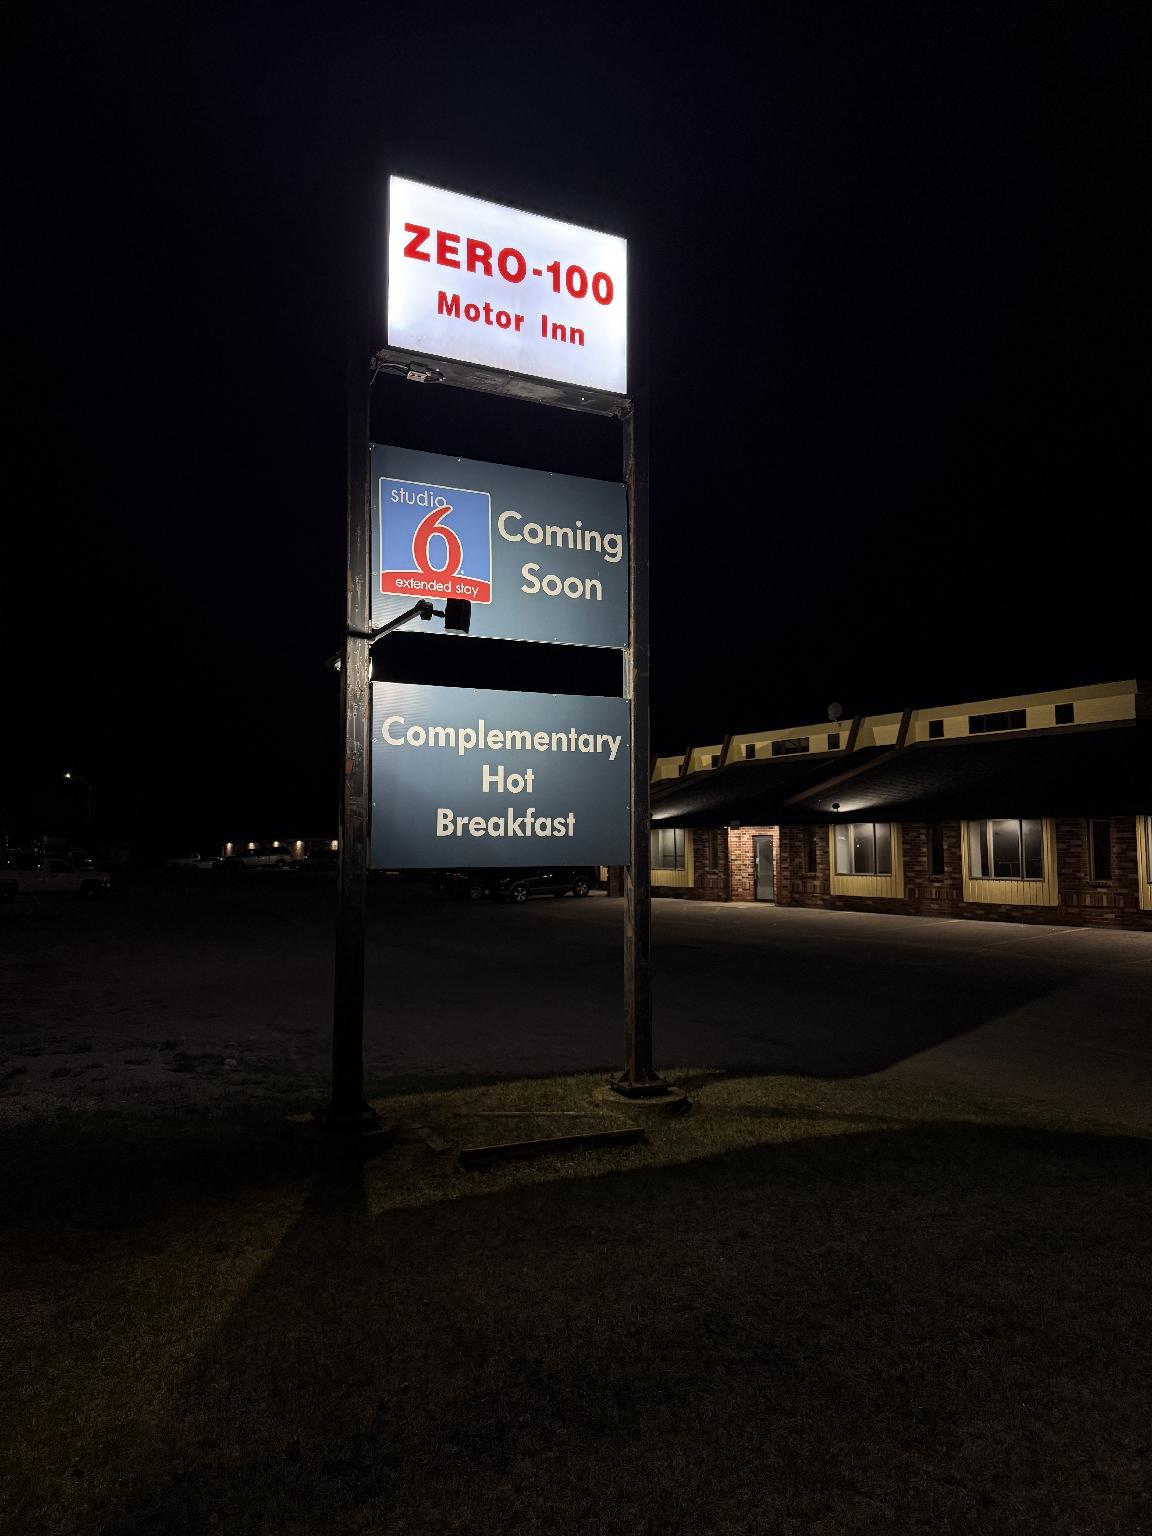 ZERO-100
Motor Inn
studio
6
extended stay
Coming
Soon
Complementary
Hot
Breakfast